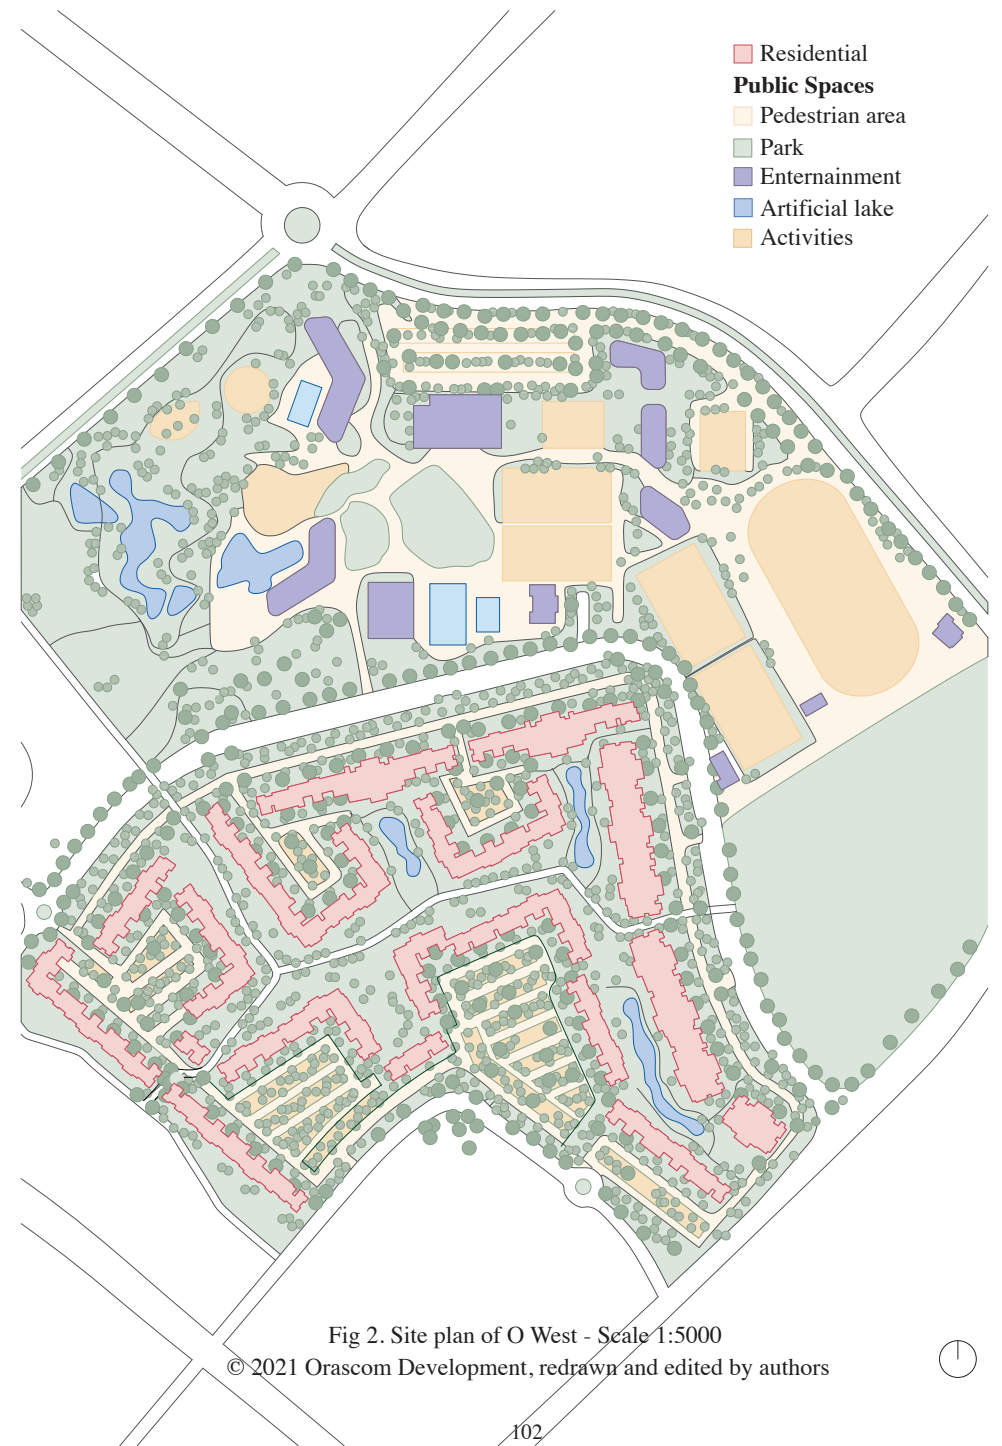 Residential
Public Spaces
Pedestrian area
Park
Enternainment
Artificial lake
Activities
Fig 2. Site plan of O West - Scale 1:5000
© 2021 Orascom Development, redrawn and edited by authors
102